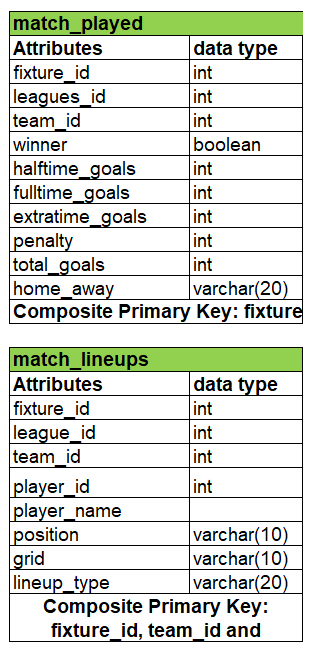 match_played
Attributes data type
fixture_id int
leagues_id int
team_id int
winner boolean
halftime_goals int
fulltime_goals int
extratime_goals int
penalty int
total_goals int
home_away varchar(20)
Composite Primary Key: fixture
match_lineups
Attributes data type
fixture_id int
league_id int
team_id int
player_id int
player_name
position varchar(10)
grid varchar(10)
lineup_type varchar(20)
Composite Primary Key:
fixture_id, team_id and